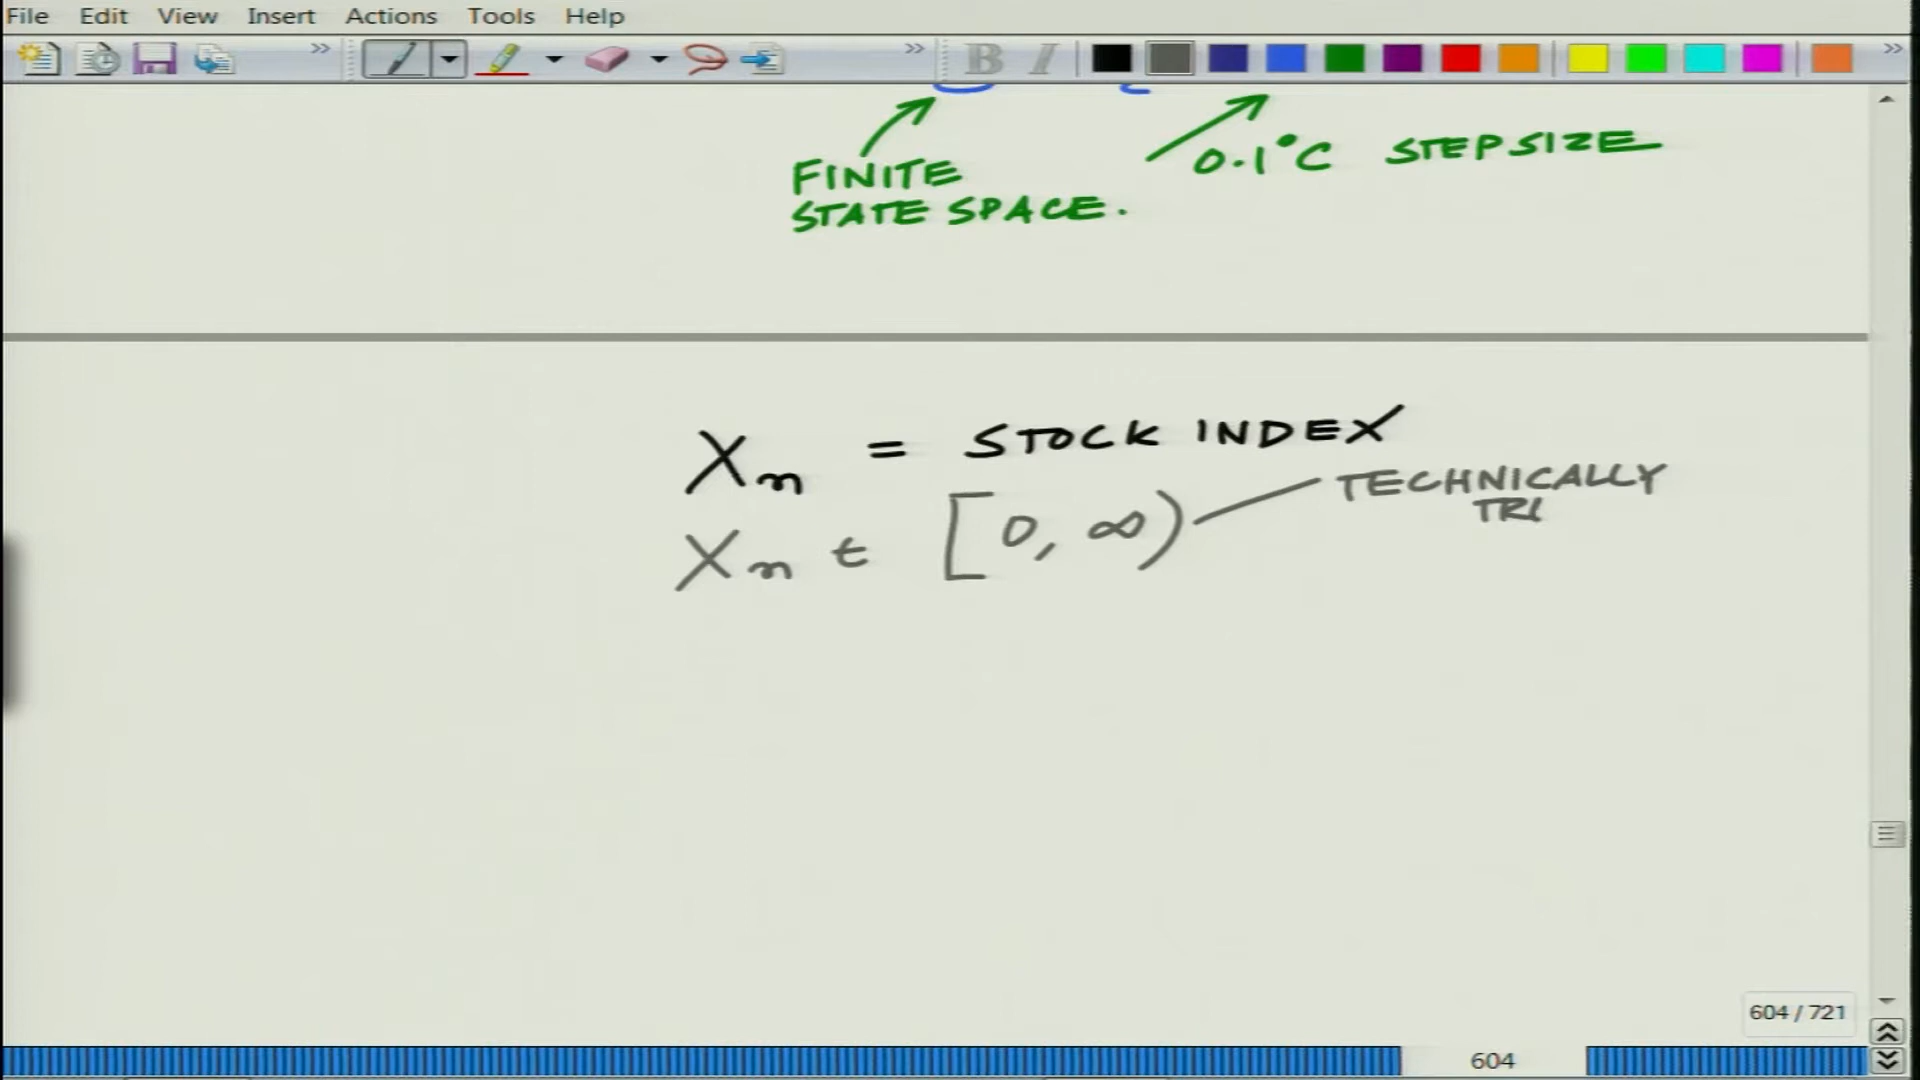 File Edit View Insert Actions Tools Help
B I
0.1°C STEPSIZE
FINITE
STATE SPACE.
Xn = STOCK INDEX
Xn ∈ [0, ∞) TECHNICALLY
TRU
604 / 721
604